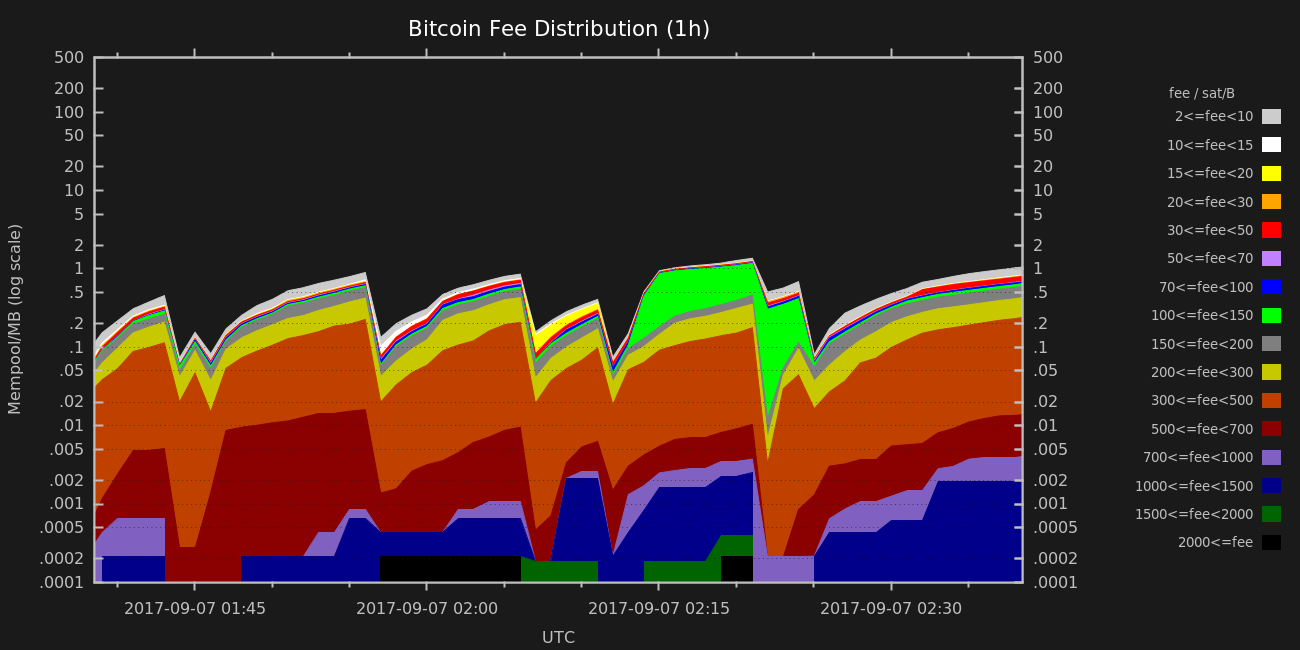 Bitcoin Fee Distribution (1h)
500 500
200 200
100 100
50 50
20 20
10 10
5 5
2 2
1 1
.5 .5
.2 .2
.1 .1
.05 .05
.02 .02
.01 .01
.005 .005
.002 .002
.001 .001
.0005 .0005
.0002 .0002
.0001 .0001
Mempool/MB (log scale)
2017-09-07 01:45 2017-09-07 02:00 2017-09-07 02:15 2017-09-07 02:30
UTC
fee / sat/B
2<=fee<10
10<=fee<15
15<=fee<20
20<=fee<30
30<=fee<50
50<=fee<70
70<=fee<100
100<=fee<150
150<=fee<200
200<=fee<300
300<=fee<500
500<=fee<700
700<=fee<1000
1000<=fee<1500
1500<=fee<2000
2000<=fee